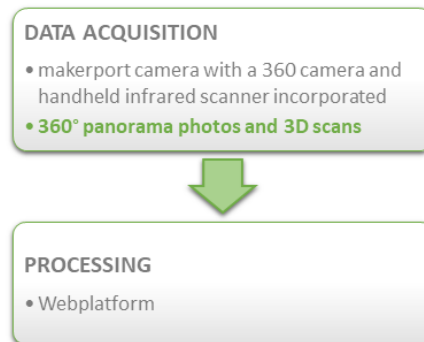 DATA ACQUISITION
• makerport camera with a 360 camera and
handheld infrared scanner incorporated
• 360° panorama photos and 3D scans
PROCESSING
• Webplatform